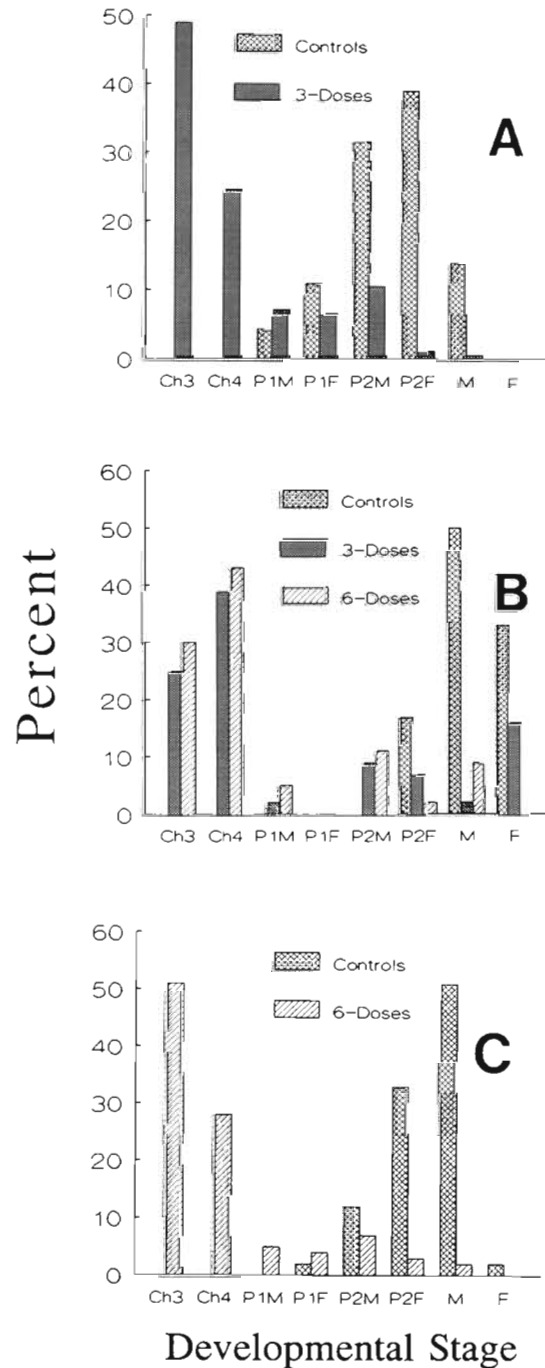 50
40
30
20
10
0
Controls
3-Doses
A
Ch3 Ch4 P1M P1F P2M P2F M F
60
50
40
30
20
10
0
Controls
3-Doses
6-Doses
B
Ch3 Ch4 P1M P1F P2M P2F M F
60
50
40
30
20
10
0
Controls
6-Doses
C
Ch3 Ch4 P1M P1F P2M P2F M F
Percent
Developmental Stage